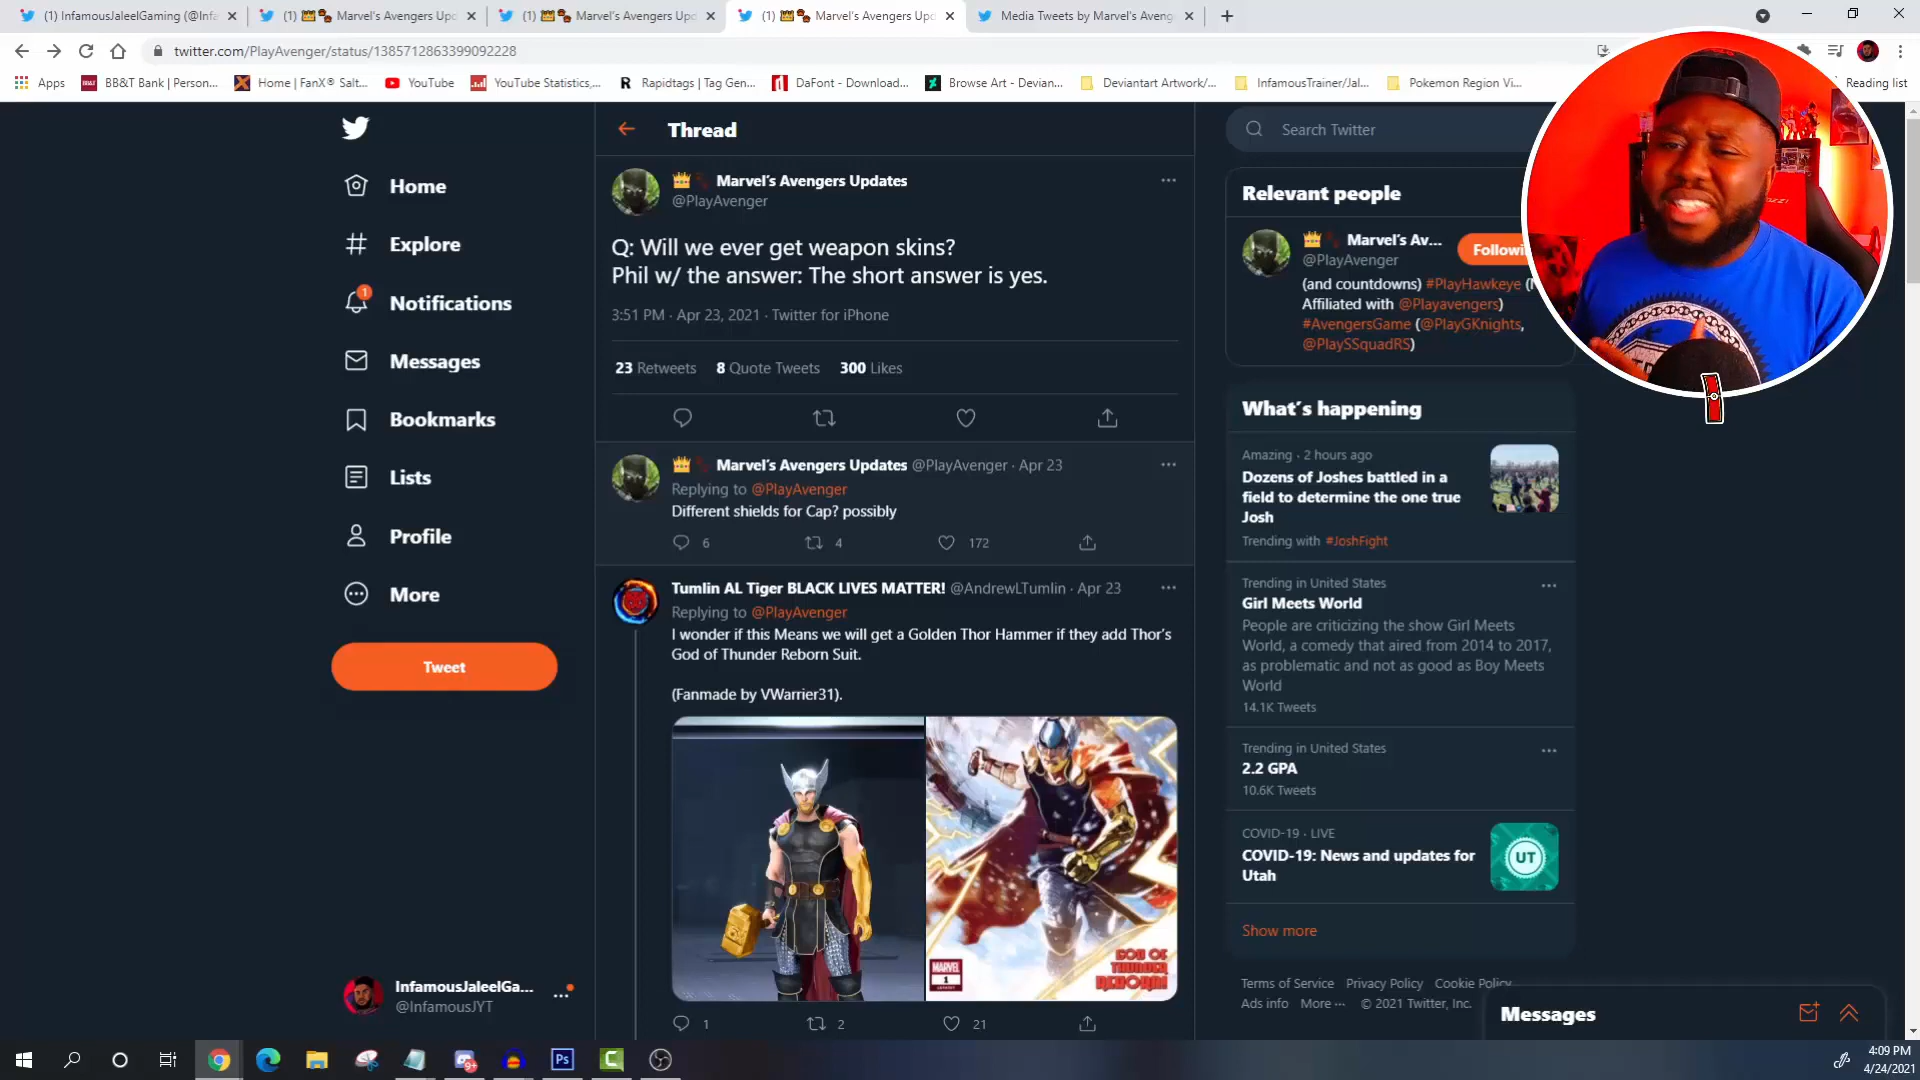 (1) InfamousJaleelGaming (@Infa
(1) Marvel's Avengers Upd
(1) Marvel's Avengers Upd
(1) Marvel's Avengers Upd
Media Tweets by Marvel's Aveng
twitter.com/PlayAvenger/status/1385712863399092228
Apps
BB&T Bank | Person...
Home | FanX® Salt...
YouTube
YouTube Statistics,...
Rapidtags | Tag Gen...
DaFont - Download...
Browse Art - Devian...
Deviantart Artwork/...
InfamousTrainer/Jal...
Pokemon Region Vi...
Reading list
Home
Explore
1
Notifications
Messages
Bookmarks
Lists
Profile
More
Tweet
InfamousJaleelGa...
@InfamousJYT
Thread
Marvel's Avengers Updates
@PlayAvenger
Q: Will we ever get weapon skins?
Phil w/ the answer: The short answer is yes.
3:51 PM · Apr 23, 2021 · Twitter for iPhone
23 Retweets 8 Quote Tweets 300 Likes
Marvel's Avengers Updates @PlayAvenger · Apr 23
Replying to @PlayAvenger
Different shields for Cap? possibly
6 4 172
Tumlin AL Tiger BLACK LIVES MATTER! @AndrewLTumlin · Apr 23
Replying to @PlayAvenger
I wonder if this Means we will get a Golden Thor Hammer if they add Thor's
God of Thunder Reborn Suit.
(Fanmade by VWarrier31).
MARVEL
1
GOD OF
THUNDER
REBORN!
1 2 21
Search Twitter
Relevant people
Marvel's Av...
@PlayAvenger
Followi
(and countdowns) #PlayHawkeye (
Affiliated with @Playavengers)
#AvengersGame (@PlayGKnights,
@PlaySSquadRS)
What's happening
Amazing · 2 hours ago
Dozens of Joshes battled in a
field to determine the one true
Josh
Trending with #JoshFight
Trending in United States
Girl Meets World
People are criticizing the show Girl Meets
World, a comedy that aired from 2014 to 2017,
as problematic and not as good as Boy Meets
World
14.1K Tweets
Trending in United States
2.2 GPA
10.6K Tweets
COVID-19 · LIVE
COVID-19: News and updates for
Utah
UT
Show more
Terms of Service Privacy Policy Cookie Policy
Ads info More ··· © 2021 Twitter, Inc.
Messages
9+
Ps
4:09 PM
4/24/2021